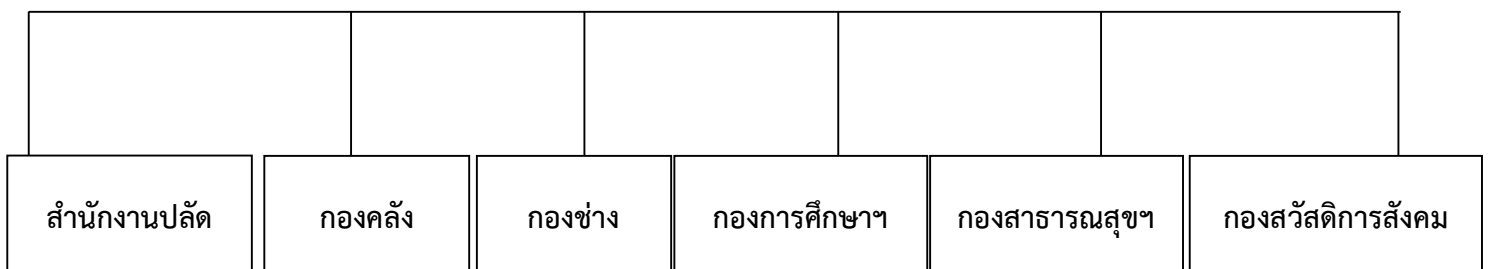 สำนักงานปลัด
กองคลัง
กองช่าง
กองการศึกษาฯ
กองสาธารณสุขฯ
กองสวัสดิการสังคม